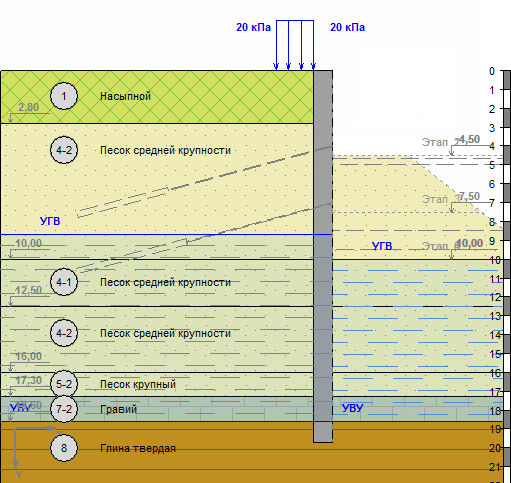 20 кПа 20 кПа
0
1 Насыпной 1
2,80 2
3
4-2 Песок средней крупности 4
Этап 4,50
5
6
Этап 7,50 7
УГВ 8
10,00 УГВ Этап 10,00 9
10
4-1 Песок средней крупности 11
12,50 12
13
4-2 Песок средней крупности 14
15
16,00 16
5-2 Песок крупный
17,30 17
УВУ 7-2 Гравий УВУ 18
19
8 Глина твердая 20
Y 21